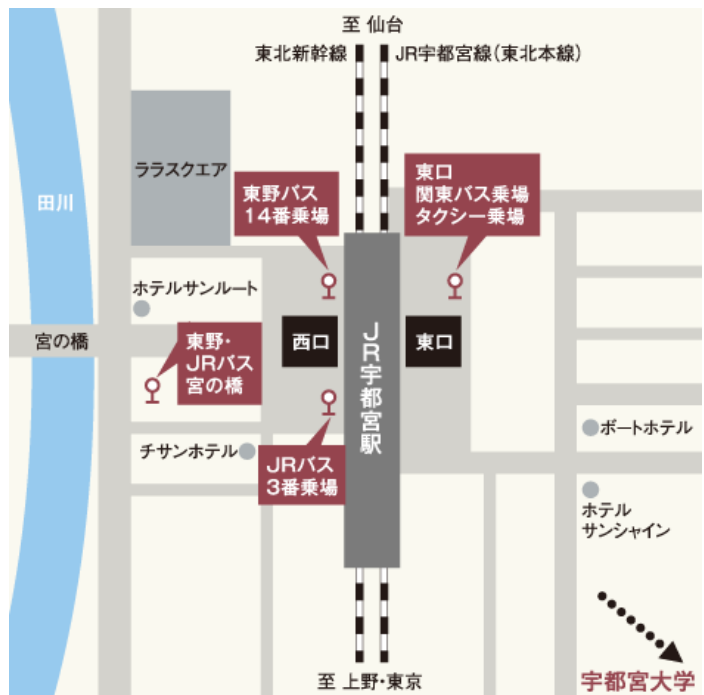 至 仙台
東北新幹線
JR宇都宮線(東北本線)
ララスクエア
東野バス
14番乗場
東口
関東バス乗場
タクシー乗場
田川
ホテルサンルート
宮の橋
東野・
JRバス
宮の橋
西口
JR宇都宮駅
東口
チサンホテル
JRバス
3番乗場
ポートホテル
ホテル
サンシャイン
宇都宮大学
至 上野・東京